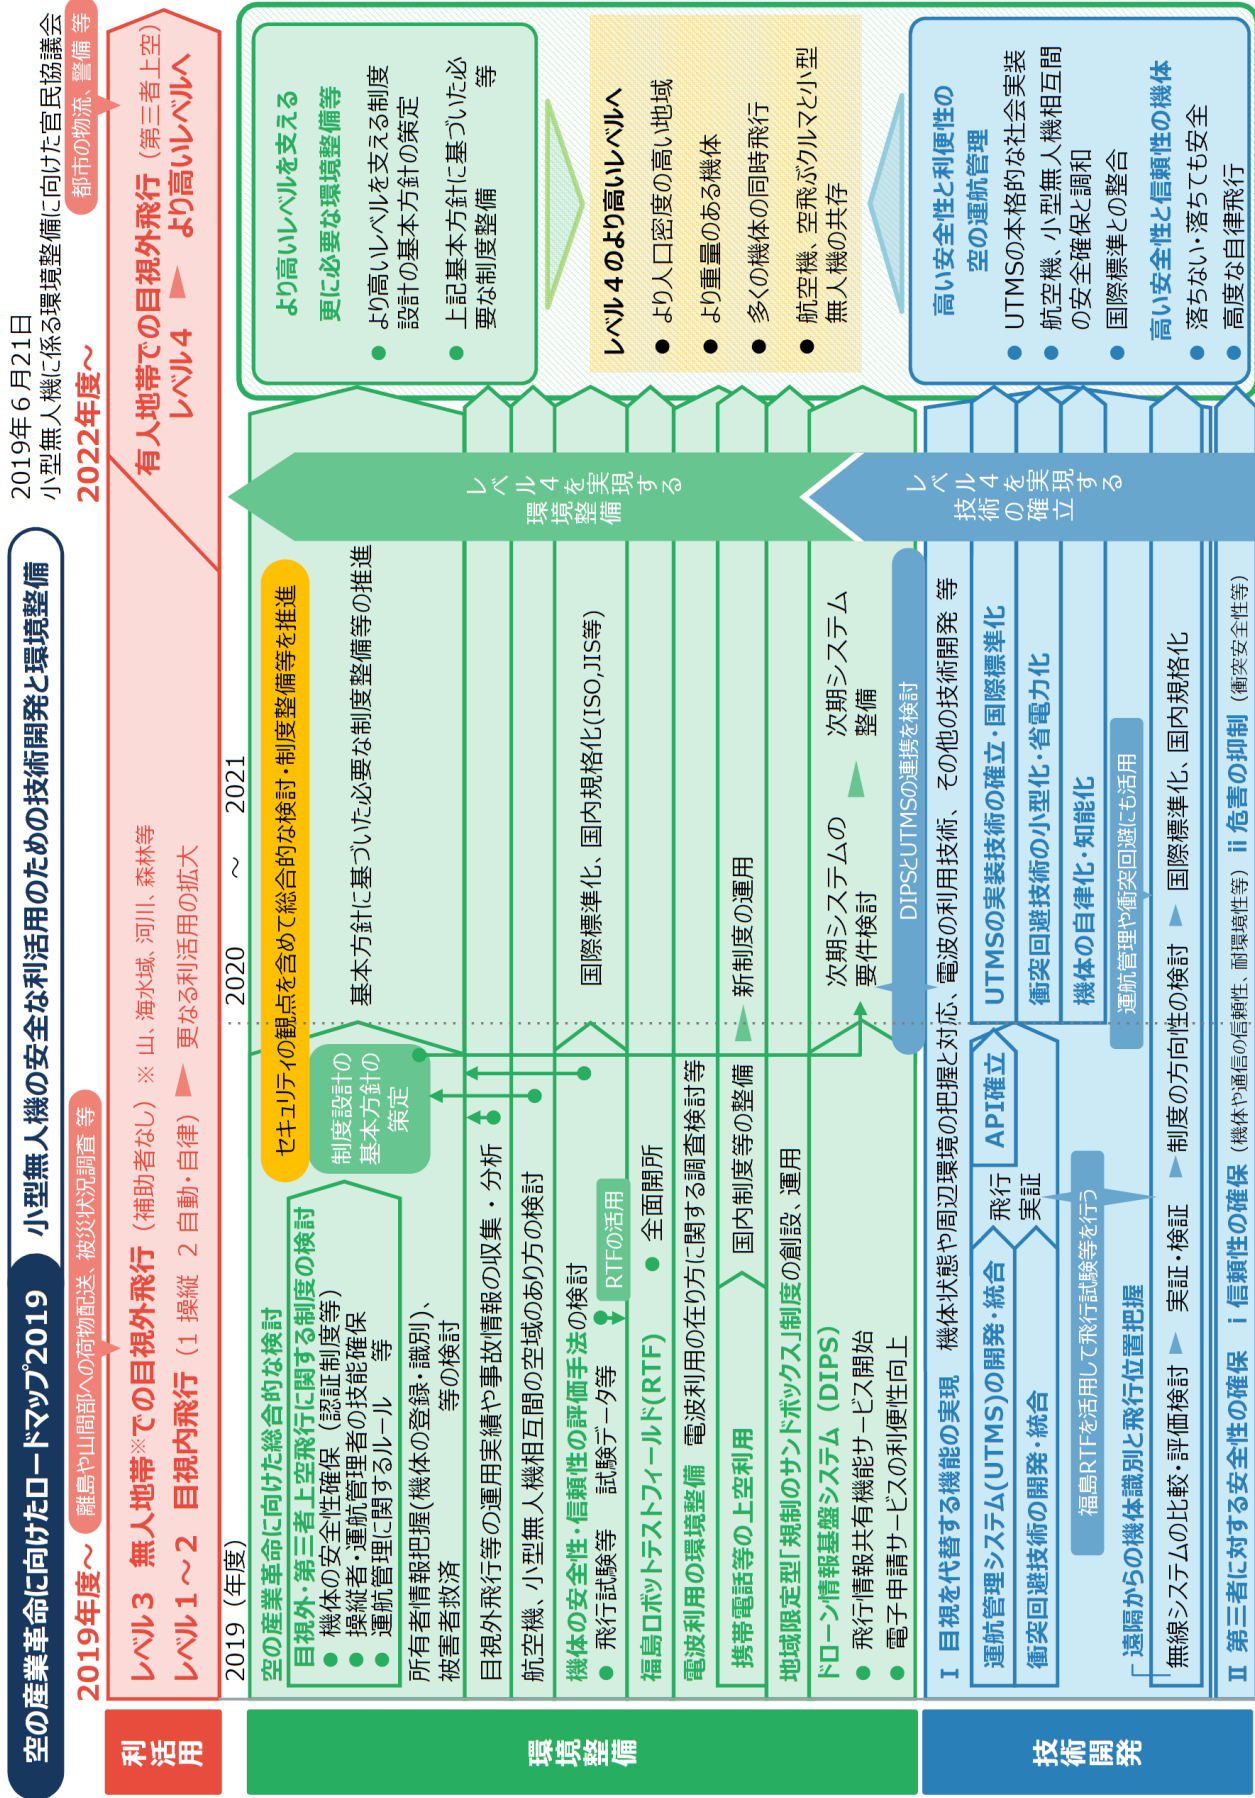 空の産業革命に向けたロードマップ2019
小型無人機の安全な利活用のための技術開発と環境整備
2019年6月21日
小型無人機に係る環境整備に向けた官民協議会
2019年度～
離島や山間部への荷物配送、被災状況調査 等
2022年度～
都市の物流、警備 等
利活用
レベル3 無人地帯※での目視外飛行（補助者なし）※ 山、海水域、河川、森林等
レベル1～2 目視内飛行（1 操縦 2 自動・自律）
更なる利活用の拡大
有人地帯での目視外飛行（第三者上空）
レベル4
より高いレベルへ
2019（年度）
2020
～
2021
環境整備
空の産業革命に向けた総合的な検討
目視外・第三者上空飛行に関する制度の検討
● 機体の安全性確保（認証制度等）
● 操縦者・運航管理者の技能確保
● 運航管理に関するルール 等
所有者情報把握(機体の登録・識別)、
被害者救済 等の検討
セキュリティの観点を含めて総合的な検討・制度整備等を推進
制度設計の
基本方針の
策定
基本方針に基づいた必要な制度整備等の推進
目視外飛行等の運用実績や事故情報の収集・分析
航空機、小型無人機相互間の空域のあり方の検討
機体の安全性・信頼性の評価手法の検討
● 飛行試験等 試験データ等
RTFの活用
国際標準化、国内規格化(ISO,JIS等)
福島ロボットテストフィールド(RTF)
● 全面開所
電波利用の環境整備 電波利用の在り方に関する調査検討等
携帯電話等の上空利用
国内制度等の整備
新制度の運用
地域限定型「規制のサンドボックス」制度の創設、運用
ドローン情報基盤システム（DIPS）
● 飛行情報共有機能サービス開始
● 電子申請サービスの利便性向上
次期システムの
要件検討
次期システム
整備
DIPSとUTMSの連携を検討
レベル4を実現する
環境整備
レベル4を実現する
技術の確立
より高いレベルを支える
更に必要な環境整備等
● より高いレベルを支える制度
設計の基本方針の策定
● 上記基本方針に基づいた必
要な制度整備 等
レベル4のより高いレベルへ
● より人口密度の高い地域
● より重量のある機体
● 多くの機体の同時飛行
● 航空機、空飛ぶクルマと小型
無人機の共存
高い安全性と利便性の
空の運航管理
● UTMSの本格的な社会実装
● 航空機、小型無人機相互間
の安全確保と調和
● 国際標準との整合
高い安全性と信頼性の機体
● 落ちない・落ちても安全
● 高度な自律飛行
技術開発
Ⅰ 目視を代替する機能の実現 機体状態や周辺環境の把握と対応、電波の利用技術、その他の技術開発 等
運航管理システム(UTMS)の開発・統合
衝突回避技術の開発・統合
飛行
実証
API確立
UTMSの実装技術の確立・国際標準化
衝突回避技術の小型化・省電力化
機体の自律化・知能化
福島RTFを活用して飛行試験等を行う
運航管理や衝突回避にも活用
遠隔からの機体識別と飛行位置把握
無線システムの比較・評価検討
実証・検証
制度の方向性の検討
国際標準化、国内規格化
Ⅱ 第三者に対する安全性の確保 ⅰ 信頼性の確保（機体や通信の信頼性、耐環境性等）ⅱ 危害の抑制（衝突安全性等）